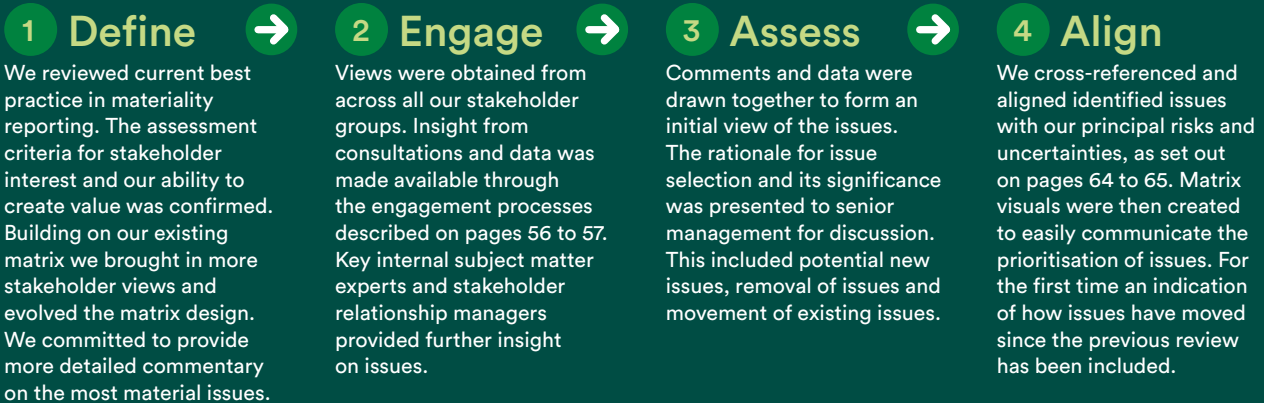 1 Define
We reviewed current best
practice in materiality
reporting. The assessment
criteria for stakeholder
interest and our ability to
create value was confirmed.
Building on our existing
matrix we brought in more
stakeholder views and
evolved the matrix design.
We committed to provide
more detailed commentary
on the most material issues.
2 Engage
Views were obtained from
across all our stakeholder
groups. Insight from
consultations and data was
made available through
the engagement processes
described on pages 56 to 57.
Key internal subject matter
experts and stakeholder
relationship managers
provided further insight
on issues.
3 Assess
Comments and data were
drawn together to form an
initial view of the issues.
The rationale for issue
selection and its significance
was presented to senior
management for discussion.
This included potential new
issues, removal of issues and
movement of existing issues.
4 Align
We cross-referenced and
aligned identified issues
with our principal risks and
uncertainties, as set out
on pages 64 to 65. Matrix
visuals were then created
to easily communicate the
prioritisation of issues. For
the first time an indication
of how issues have moved
since the previous review
has been included.